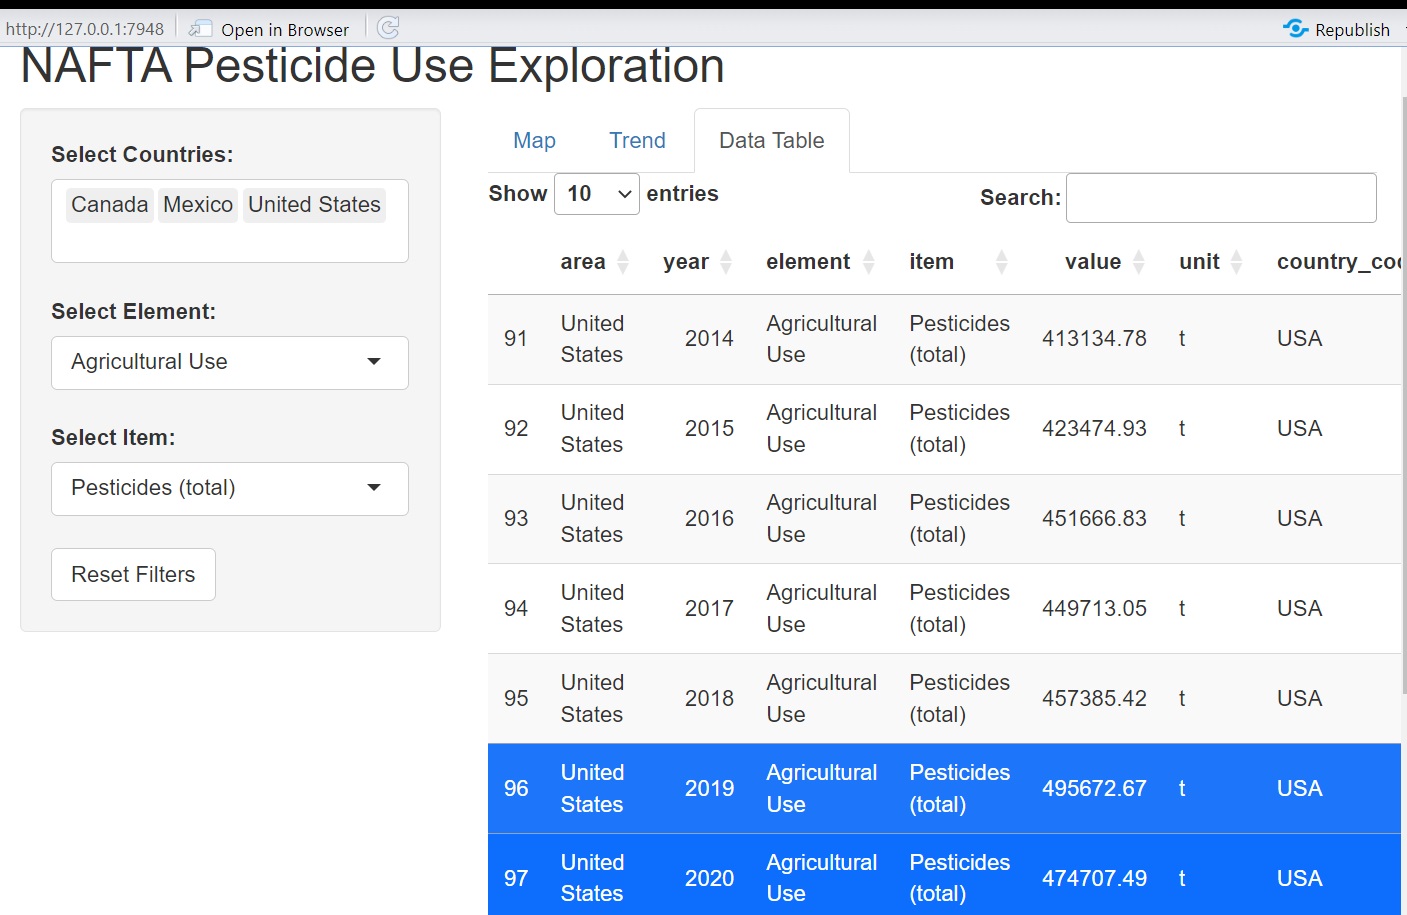 http://127.0.0.1:7948 Open in Browser Republish
NAFTA Pesticide Use Exploration
Select Countries:
Canada Mexico United States
Select Element:
Agricultural Use
Select Item:
Pesticides (total)
Reset Filters
Map Trend Data Table
Show 10 entries Search:
area year element item value unit country_coo
91 United States 2014 Agricultural Use Pesticides (total) 413134.78 t USA
92 United States 2015 Agricultural Use Pesticides (total) 423474.93 t USA
93 United States 2016 Agricultural Use Pesticides (total) 451666.83 t USA
94 United States 2017 Agricultural Use Pesticides (total) 449713.05 t USA
95 United States 2018 Agricultural Use Pesticides (total) 457385.42 t USA
96 United States 2019 Agricultural Use Pesticides (total) 495672.67 t USA
97 United States 2020 Agricultural Use Pesticides (total) 474707.49 t USA